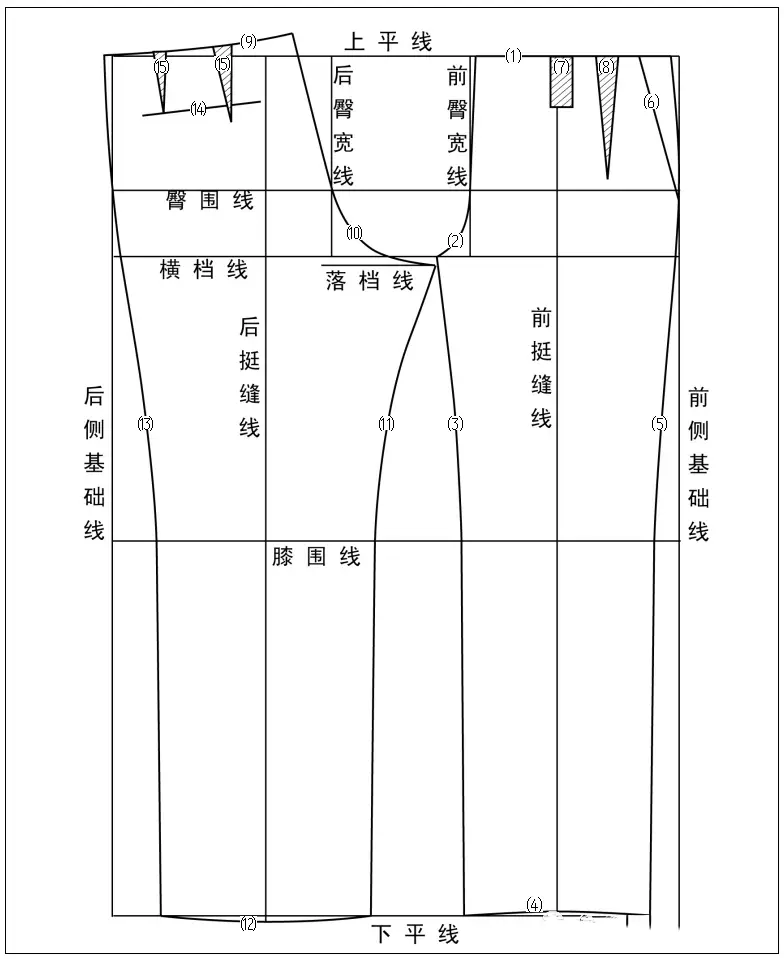 (9)
上平线
(1)
(15)
(15)
后臀宽线
前臀宽线
(7)
(8)
(14)
(6)
臀围线
(10)
(2)
横档线
落档线
后挺缝线
前挺缝线
后侧基础线
(13)
(11)
(3)
(5)
前侧基础线
膝围线
(4)
(12)
下平线